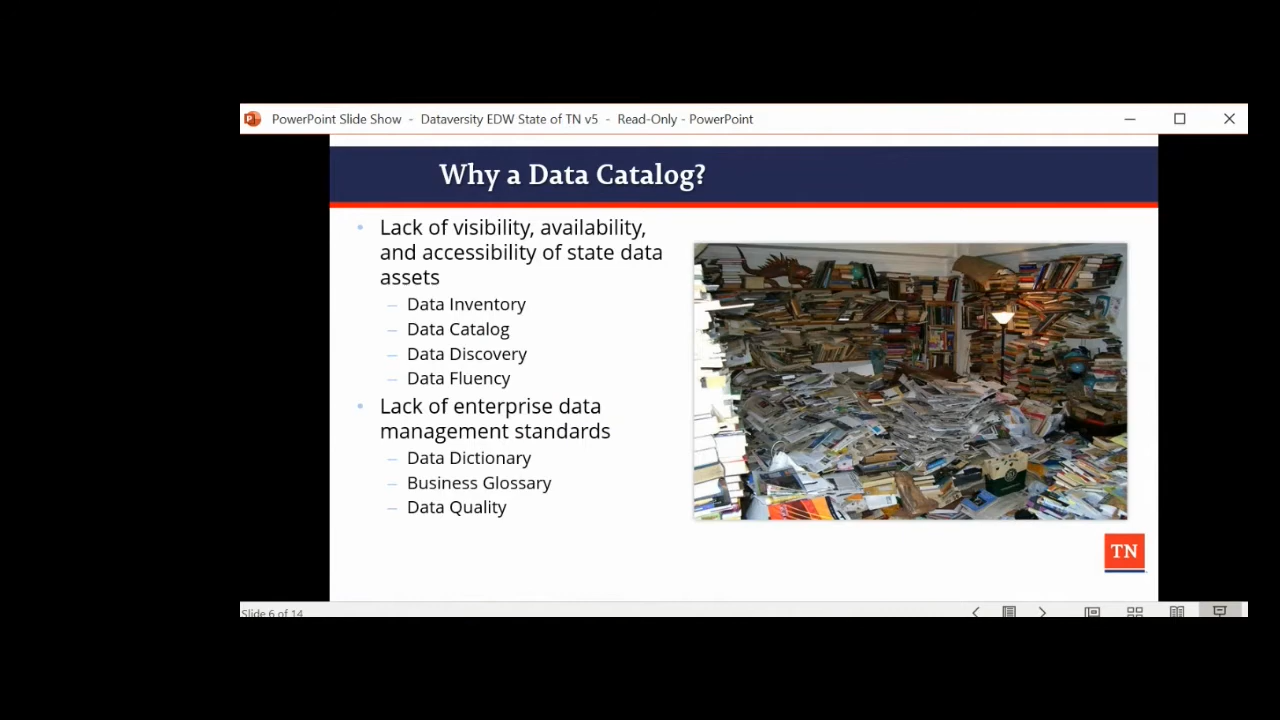 PowerPoint Slide Show - Dataversity EDW State of TN v5 - Read-Only - PowerPoint
Why a Data Catalog?
• Lack of visibility, availability,
and accessibility of state data
assets
– Data Inventory
– Data Catalog
– Data Discovery
– Data Fluency
• Lack of enterprise data
management standards
– Data Dictionary
– Business Glossary
– Data Quality
TN
Slide 6 of 14